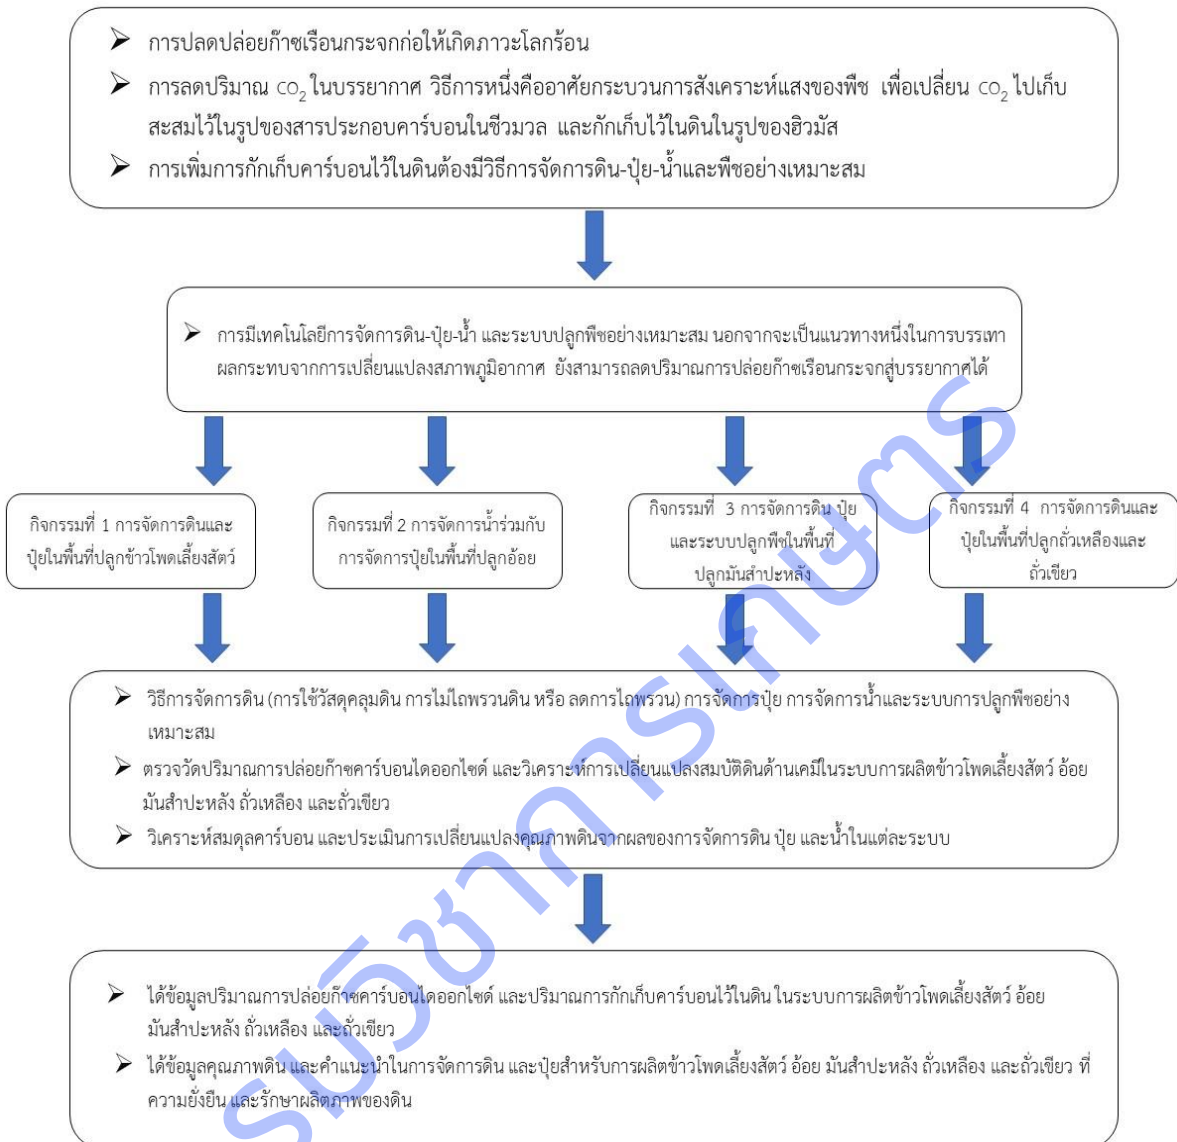 ➢ การปลดปล่อยก๊าซเรือนกระจกก่อให้เกิดภาวะโลกร้อน
➢ การลดปริมาณ CO₂ ในบรรยากาศ วิธีการหนึ่งคืออาศัยกระบวนการสังเคราะห์แสงของพืช เพื่อเปลี่ยน CO₂ ไปเก็บ
สะสมไว้ในรูปของสารประกอบคาร์บอนในชีวมวล และกักเก็บไว้ในดินในรูปของฮิวมัส
➢ การเพิ่มการกักเก็บคาร์บอนไว้ในดินต้องมีวิธีการจัดการดิน-ปุ๋ย-น้ำและพืชอย่างเหมาะสม
➢ การมีเทคโนโลยีการจัดการดิน-ปุ๋ย-น้ำ และระบบปลูกพืชอย่างเหมาะสม นอกจากจะเป็นแนวทางหนึ่งในการบรรเทา
ผลกระทบจากการเปลี่ยนแปลงสภาพภูมิอากาศ ยังสามารถลดปริมาณการปล่อยก๊าซเรือนกระจกสู่บรรยากาศได้
กิจกรรมที่ 1 การจัดการดินและ
ปุ๋ยในพื้นที่ปลูกข้าวโพดเลี้ยงสัตว์
กิจกรรมที่ 2 การจัดการน้ำร่วมกับ
การจัดการปุ๋ยในพื้นที่ปลูกอ้อย
กิจกรรมที่ 3 การจัดการดิน ปุ๋ย
และระบบปลูกพืชในพื้นที่
ปลูกมันสำปะหลัง
กิจกรรมที่ 4 การจัดการดินและ
ปุ๋ยในพื้นที่ปลูกถั่วเหลืองและ
ถั่วเขียว
➢ วิธีการจัดการดิน (การใช้วัสดุคลุมดิน การไม่ไถพรวนดิน หรือ ลดการไถพรวน) การจัดการปุ๋ย การจัดการน้ำและระบบการปลูกพืชอย่าง
เหมาะสม
➢ ตรวจวัดปริมาณการปล่อยก๊าซคาร์บอนไดออกไซด์ และวิเคราะห์การเปลี่ยนแปลงสมบัติดินด้านเคมีในระบบการผลิตข้าวโพดเลี้ยงสัตว์ อ้อย
มันสำปะหลัง ถั่วเหลือง และถั่วเขียว
➢ วิเคราะห์สมดุลคาร์บอน และประเมินการเปลี่ยนแปลงคุณภาพดินจากผลของการจัดการดิน ปุ๋ย และน้ำในแต่ละระบบ
➢ ได้ข้อมูลปริมาณการปล่อยก๊าซคาร์บอนไดออกไซด์ และปริมาณการกักเก็บคาร์บอนไว้ในดิน ในระบบการผลิตข้าวโพดเลี้ยงสัตว์ อ้อย
มันสำปะหลัง ถั่วเหลือง และถั่วเขียว
➢ ได้ข้อมูลคุณภาพดิน และคำแนะนำในการจัดการดิน และปุ๋ยสำหรับการผลิตข้าวโพดเลี้ยงสัตว์ อ้อย มันสำปะหลัง ถั่วเหลือง และถั่วเขียว ที่
ความยั่งยืน และรักษาผลิตภาพของดิน
รมวิชาการเกษตร